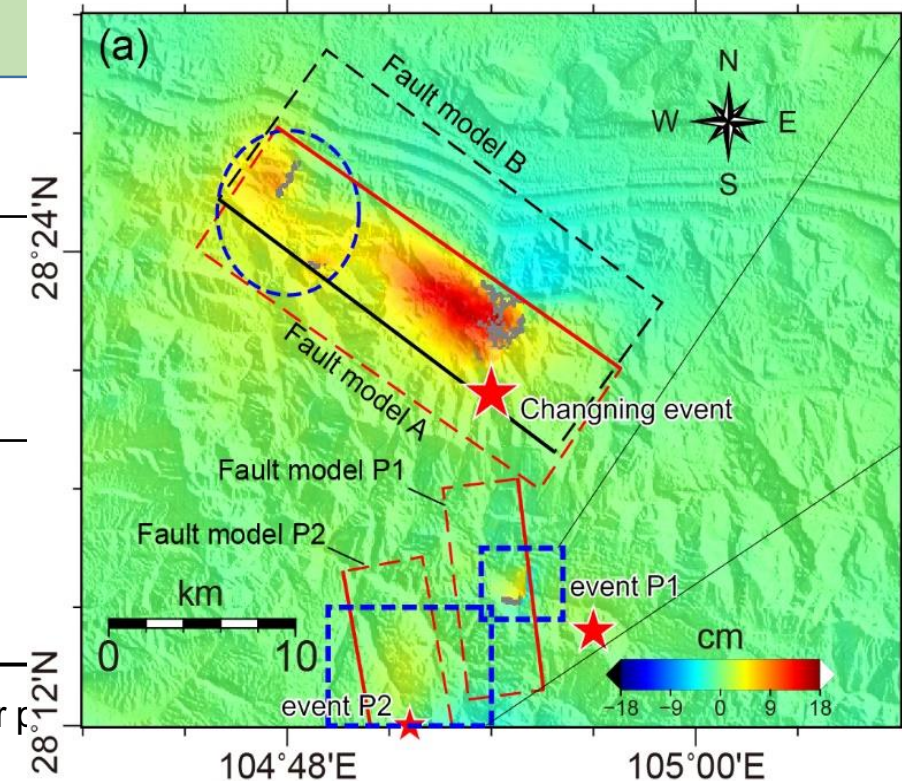 (a)
N
W E
S
Fault model B
28°24'N
Fault model A
Changning event
Fault model P1
Fault model P2
km
0 10
event P1
cm
-18 -9 0 9 18
event P2
28°12'N
104°48'E 105°00'E